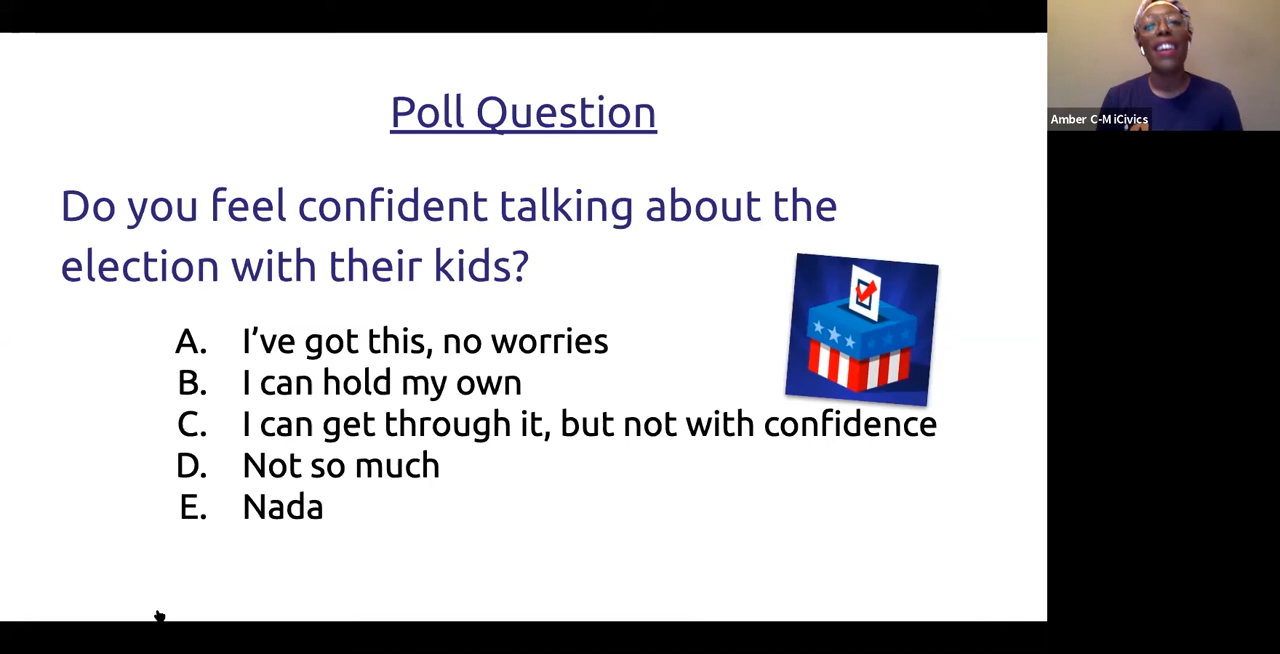 Poll Question
Do you feel confident talking about the
election with their kids?
A. I've got this, no worries
B. I can hold my own
C. I can get through it, but not with confidence
D. Not so much
E. Nada
Amber C-MiCivics